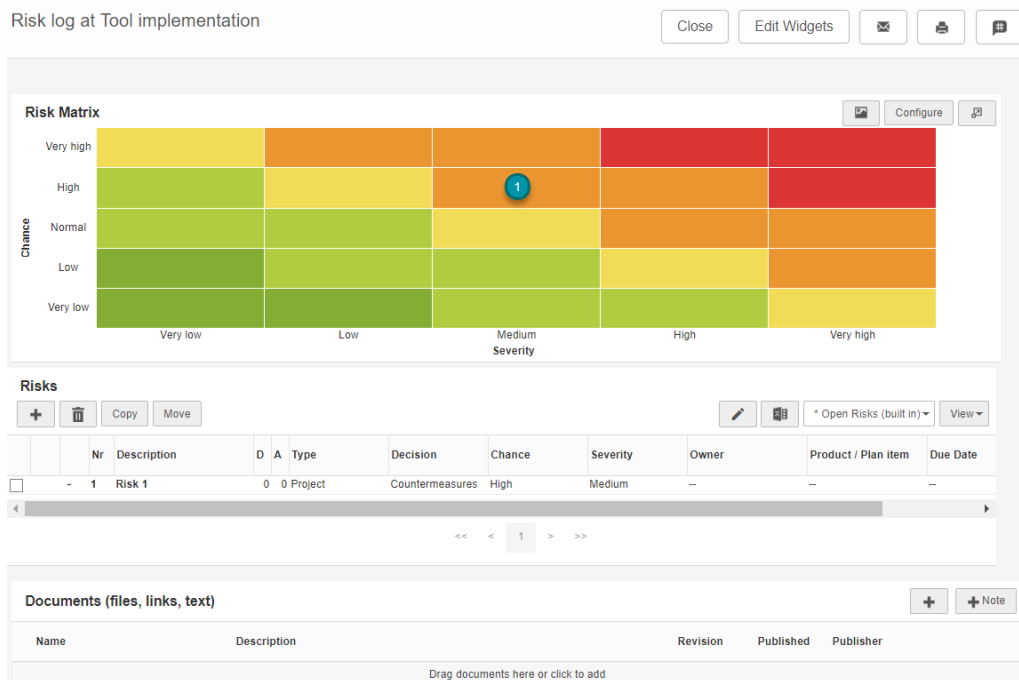 Risk log at Tool implementation
Close Edit Widgets
Risk Matrix
Configure
Very high
High
1
Normal
Chance
Low
Very low
Very low Low Medium High Very high
Severity
Risks
Copy Move
* Open Risks (built in) View
Nr Description D A Type Decision Chance Severity Owner Product / Plan item Due Date
- 1 Risk 1 0 0 Project Countermeasures High Medium -- -- --
<< < 1 > >>
Documents (files, links, text)
Note
Name Description Revision Published Publisher
Drag documents here or click to add